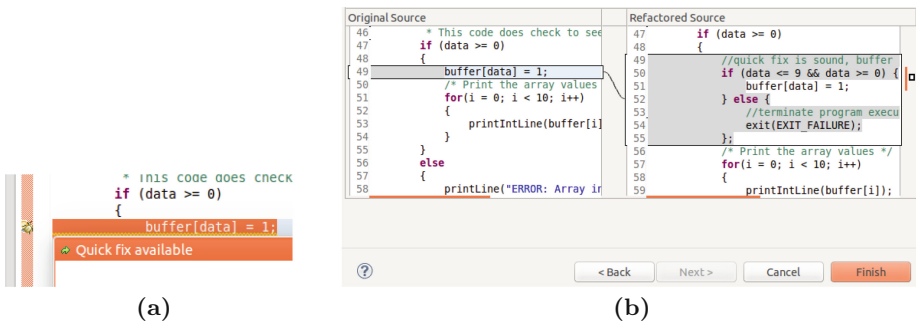 * This code does check
if (data >= 0)
{
buffer[data] = 1;
Quick fix available
(a)
Original Source
46 * This code does check to see
47 if (data >= 0)
48 {
49 buffer[data] = 1;
50 /* Print the array values
51 for(i = 0; i < 10; i++)
52 {
53 printIntLine(buffer[i]
54 }
55 }
56 else
57 {
58 printLine("ERROR: Array in
Refactored Source
47 if (data >= 0)
48 {
49 //quick fix is sound, buffer
50 if (data <= 9 && data >= 0) {
51 buffer[data] = 1;
52 } else {
53 //terminate program execu
54 exit(EXIT_FAILURE);
55 };
56 /* Print the array values */
57 for(i = 0; i < 10; i++)
58 {
59 printIntLine(buffer[i]);
? < Back Next > Cancel Finish
(b)